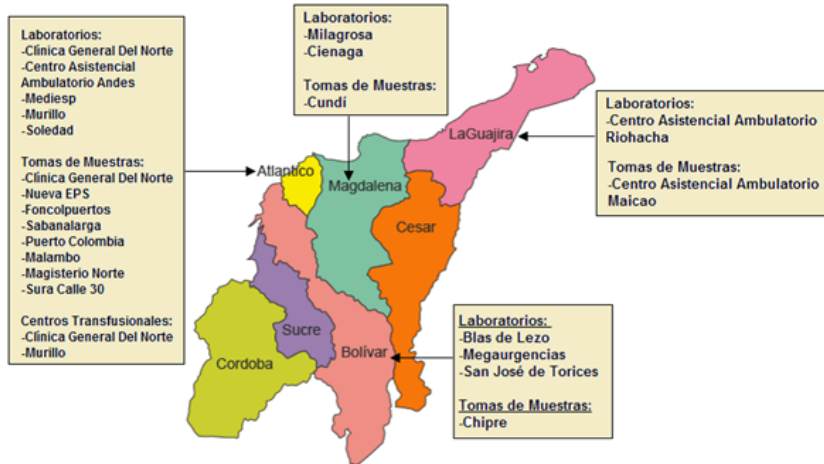 Laboratorios:
-Clínica General Del Norte
-Centro Asistencial
Ambulatorio Andes
-Mediesp
-Murillo
-Soledad
Tomas de Muestras:
-Clínica General Del Norte
-Nueva EPS
-Foncolpuertos
-Sabanalarga
-Puerto Colombia
-Malambo
-Magisterio Norte
-Sura Calle 30
Centros Transfusionales:
-Clínica General Del Norte
-Murillo
Laboratorios:
-Milagrosa
-Cienaga
Tomas de Muestras:
-Cundí
Laboratorios:
-Centro Asistencial Ambulatorio
Riohacha
Tomas de Muestras:
-Centro Asistencial Ambulatorio
Maicao
Laboratorios:
-Blas de Lezo
-Megaurgencias
-San José de Torices
Tomas de Muestras:
-Chipre
LaGuajira
Atlantico
Magdalena
Cesar
Sucre
Bolívar
Cordoba